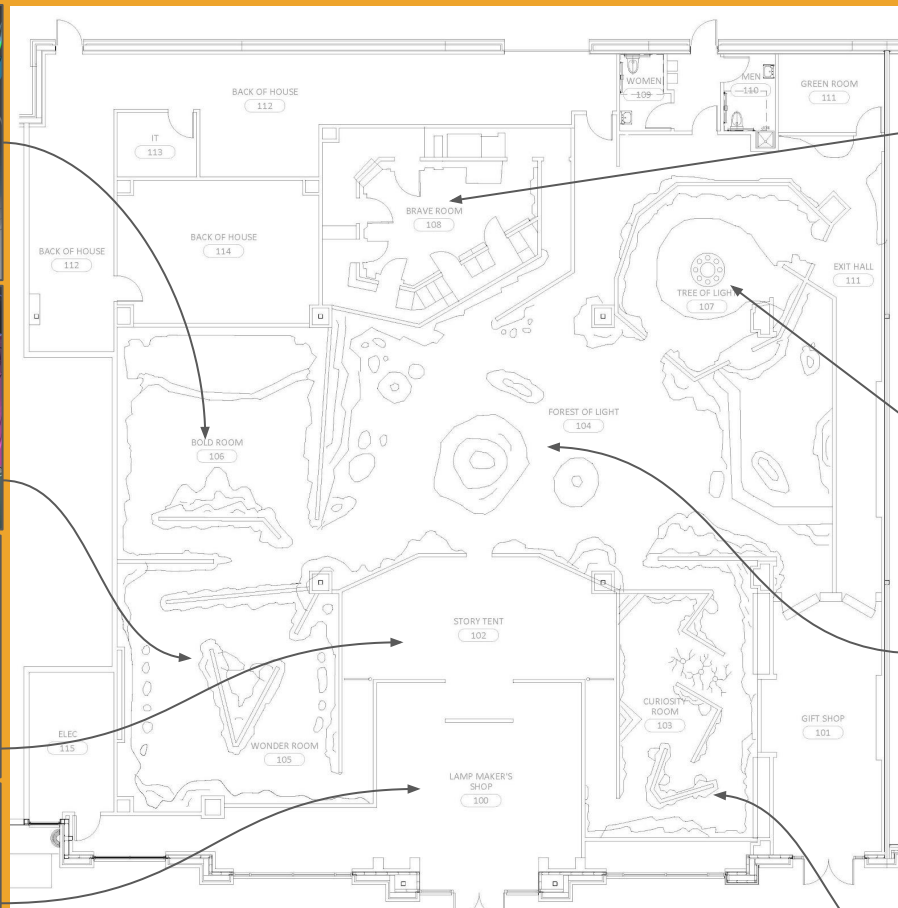 WOMEN
109
MEN
110
GREEN ROOM
111
BACK OF HOUSE
112
IT
113
BRAVE ROOM
108
BACK OF HOUSE
114
BACK OF HOUSE
112
EXIT HALL
111
TREE OF LIGHT
107
FOREST OF LIGHT
104
BOLD ROOM
106
STORY TENT
102
CURIOSITY
ROOM
103
GIFT SHOP
101
ELEC
115
WONDER ROOM
105
LAMP MAKER'S
SHOP
100